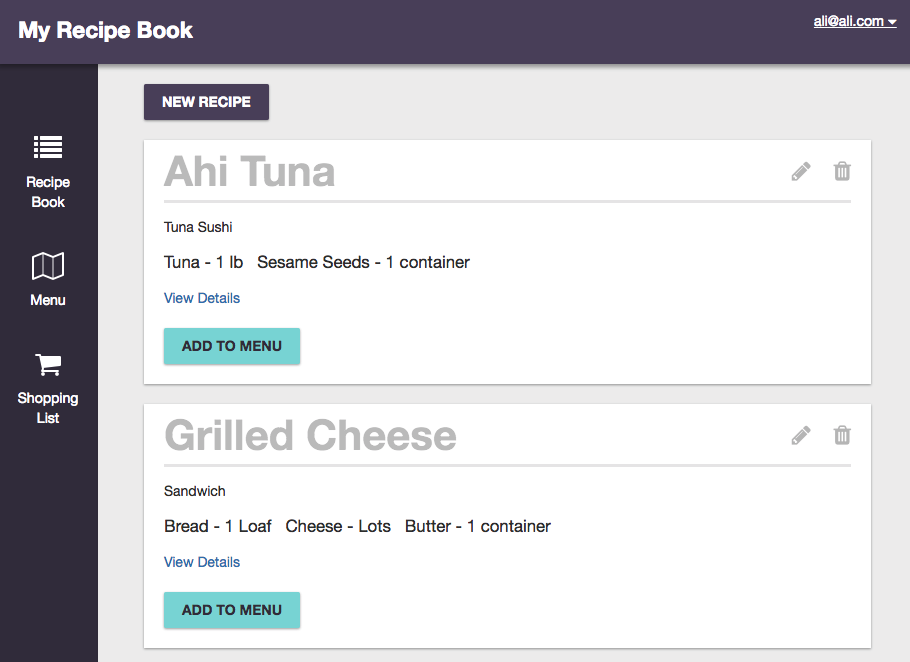 My Recipe Book
ali@ali.com
Recipe
Book
Menu
Shopping
List
NEW RECIPE
Ahi Tuna
Tuna Sushi
Tuna - 1 lb Sesame Seeds - 1 container
View Details
ADD TO MENU
Grilled Cheese
Sandwich
Bread - 1 Loaf Cheese - Lots Butter - 1 container
View Details
ADD TO MENU